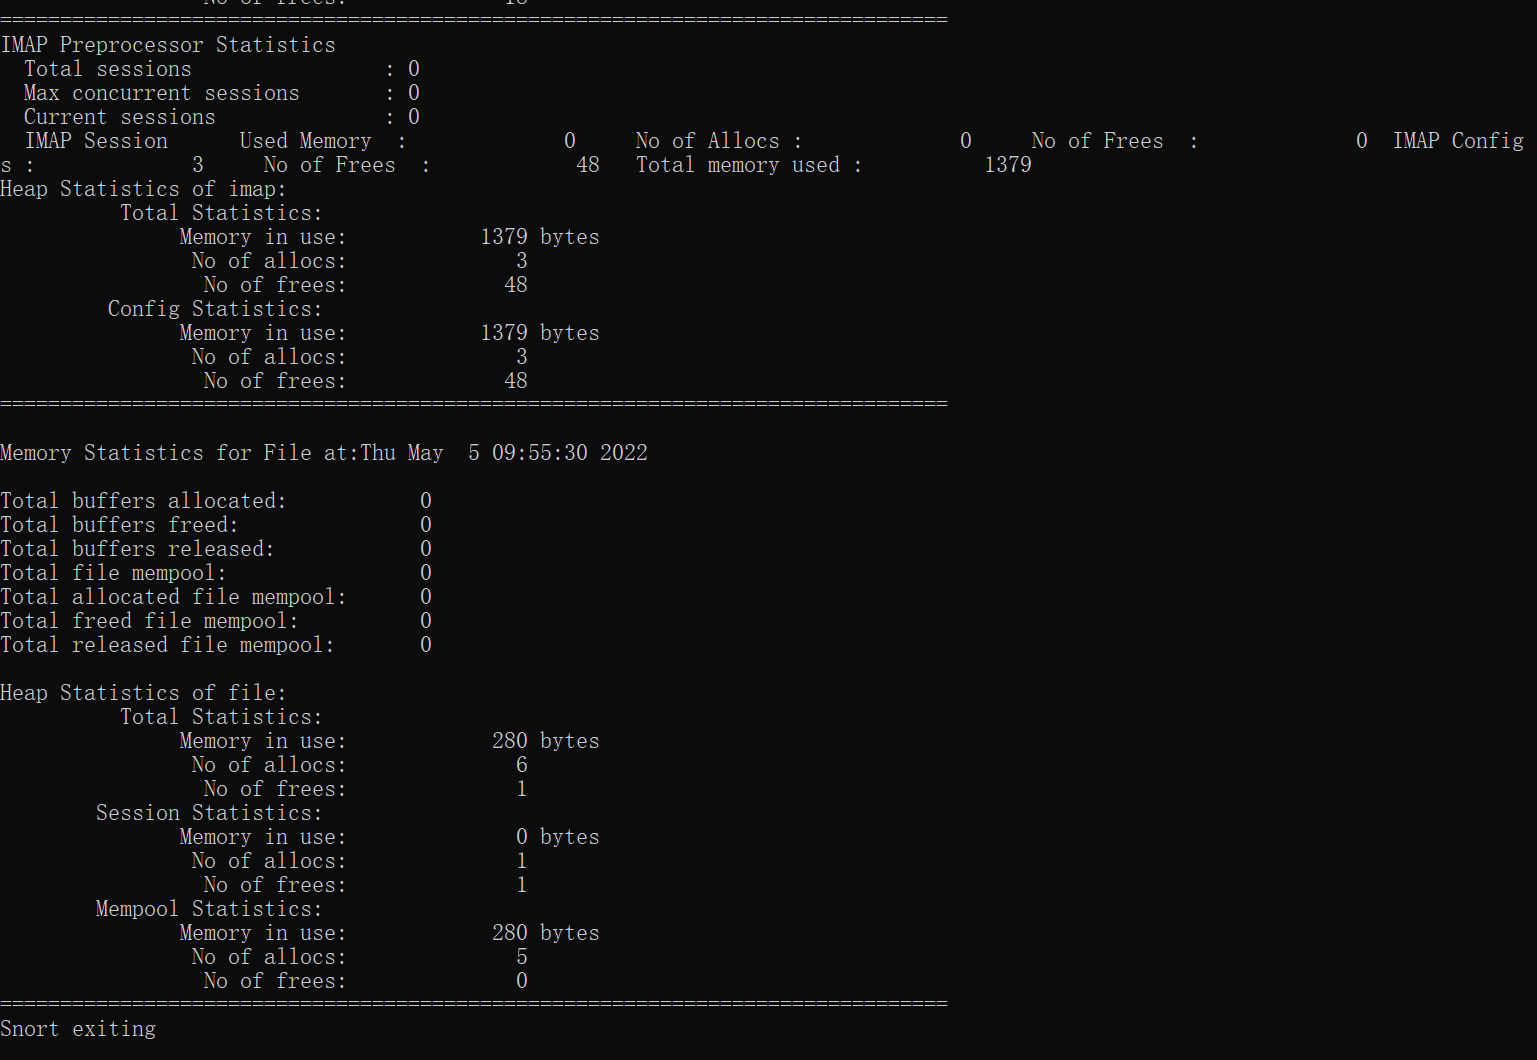 No of frees: 48
===============================================================================
IMAP Preprocessor Statistics
  Total sessions                : 0
  Max concurrent sessions       : 0
  Current sessions              : 0
  IMAP Session      Used Memory  :             0     No of Allocs :             0     No of Frees  :             0  IMAP Config
s :             3     No of Frees  :            48   Total memory used :          1379
Heap Statistics of imap:
          Total Statistics:
               Memory in use:           1379 bytes
                No of allocs:              3
                 No of frees:             48
         Config Statistics:
               Memory in use:           1379 bytes
                No of allocs:              3
                 No of frees:             48
===============================================================================
Memory Statistics for File at:Thu May  5 09:55:30 2022
Total buffers allocated:           0
Total buffers freed:               0
Total buffers released:            0
Total file mempool:                0
Total allocated file mempool:      0
Total freed file mempool:          0
Total released file mempool:       0
Heap Statistics of file:
          Total Statistics:
               Memory in use:            280 bytes
                No of allocs:              6
                 No of frees:              1
        Session Statistics:
               Memory in use:              0 bytes
                No of allocs:              1
                 No of frees:              1
        Mempool Statistics:
               Memory in use:            280 bytes
                No of allocs:              5
                 No of frees:              0
===============================================================================
Snort exiting